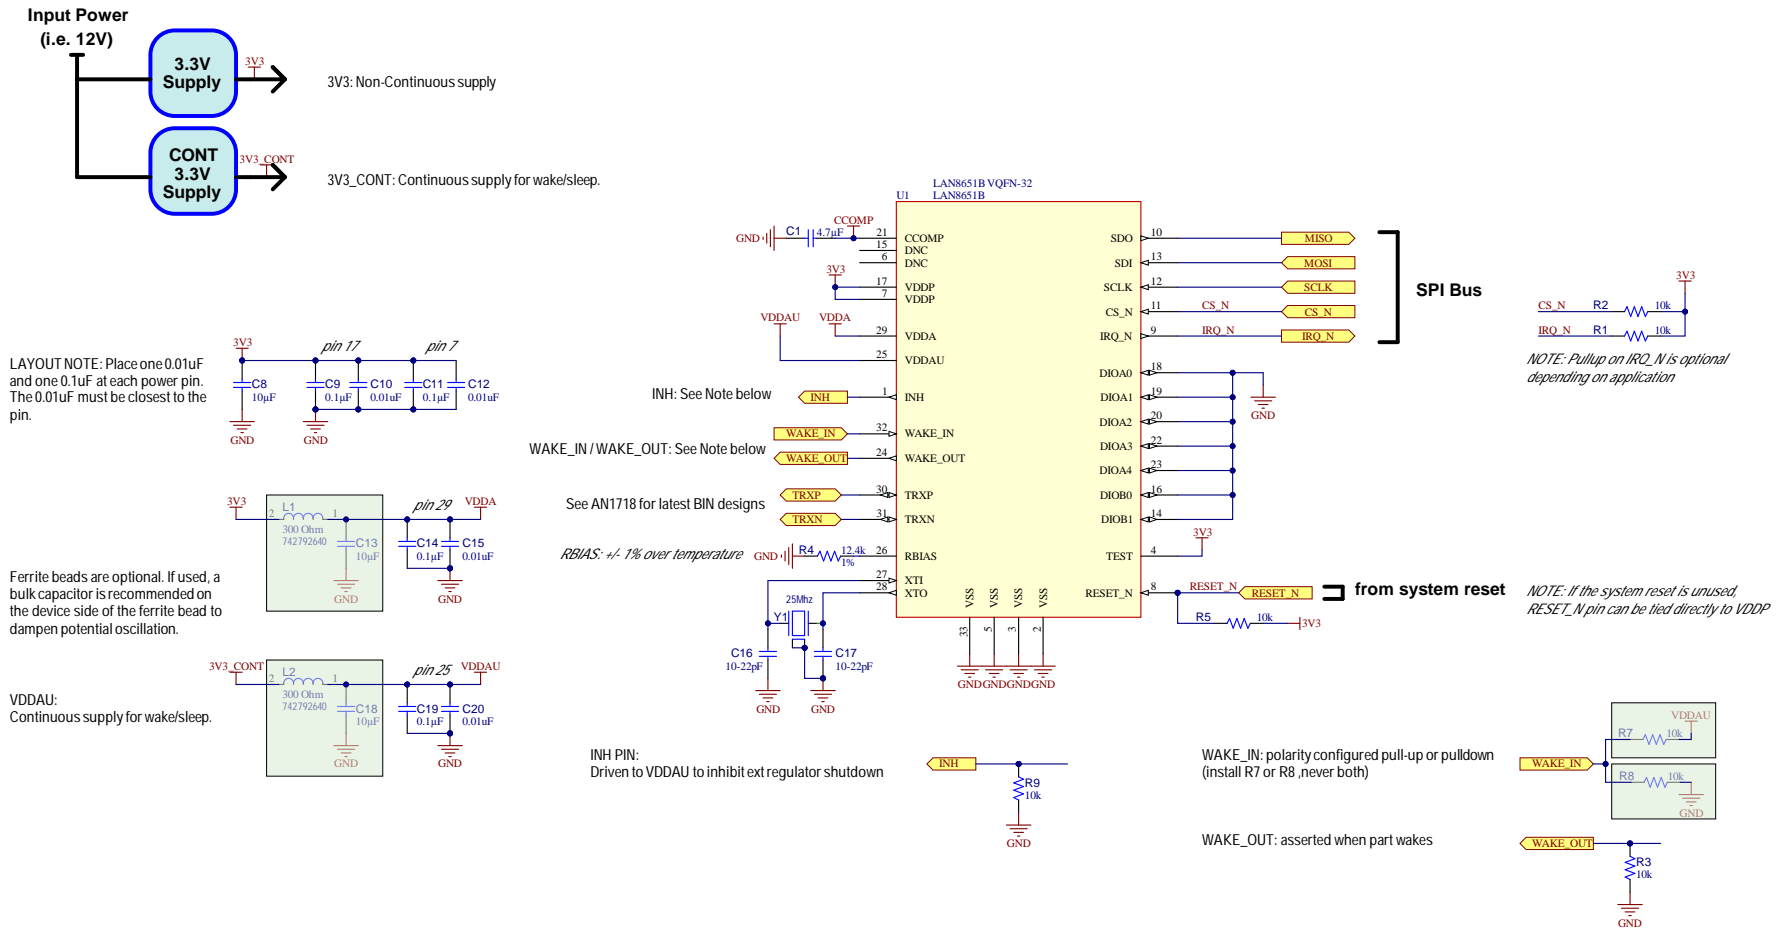 Input Power
(i.e. 12V)
3.3V
Supply
3V3
3V3: Non-Continuous supply
CONT
3.3V
Supply
3V3_CONT
3V3_CONT: Continuous supply for wake/sleep.
LAN8651B VQFN-32
U1
LAN8651B
GND
C1
4.7µF
CCOMP
21
CCOMP
15
DNC
6
DNC
3V3
17
VDDP
7
VDDP
VDDAU
VDDA
29
VDDA
25
VDDAU
INH: See Note below
INH
1
INH
WAKE_IN / WAKE_OUT: See Note below
WAKE_IN
32
WAKE_IN
WAKE_OUT
24
WAKE_OUT
See AN1718 for latest BIN designs
TRXP
30
TRXP
TRXN
31
TRXN
RBIAS: +/- 1% over temperature
GND
R4
12.4k
1%
26
RBIAS
27
XTI
28
XTO
25Mhz
Y1
C16
10-22pF
GND
C17
10-22pF
GND
VSS
VSS
VSS
VSS
33
5
3
2
GND
GND
GND
GND
SDO
10
MISO
SDI
13
MOSI
SCLK
12
SCLK
CS_N
11
CS_N
CS_N
IRQ_N
9
IRQ_N
IRQ_N
SPI Bus
DIOA0
18
DIOA1
19
DIOA2
20
DIOA3
22
DIOA4
23
DIOB0
16
DIOB1
14
GND
TEST
4
3V3
RESET_N
8
RESET_N
RESET_N
from system reset
R5
10k
3V3
3V3
CS_N
R2
10k
IRQ_N
R1
10k
NOTE: Pullup on IRQ_N is optional
depending on application
NOTE: If the system reset is unused,
RESET_N pin can be tied directly to VDDP
LAYOUT NOTE: Place one 0.01uF
and one 0.1uF at each power pin.
The 0.01uF must be closest to the
pin.
3V3
pin 17
pin 7
C8
10µF
C9
0.1µF
C10
0.01uF
C11
0.1µF
C12
0.01uF
GND
GND
3V3
2
L1
1
300 Ohm
742792640
C13
10µF
GND
pin 29
VDDA
C14
0.1µF
C15
0.01uF
GND
Ferrite beads are optional. If used, a
bulk capacitor is recommended on
the device side of the ferrite bead to
dampen potential oscillation.
3V3_CONT
2
L2
1
300 Ohm
742792640
C18
10µF
GND
pin 25
VDDAU
C19
0.1µF
C20
0.01uF
GND
VDDAU:
Continuous supply for wake/sleep.
INH PIN:
Driven to VDDAU to inhibit ext regulator shutdown
INH
R9
10k
GND
WAKE_IN: polarity configured pull-up or pulldown
(install R7 or R8 ,never both)
WAKE_IN
VDDAU
R7
10k
R8
10k
GND
WAKE_OUT: asserted when part wakes
WAKE_OUT
R3
10k
GND